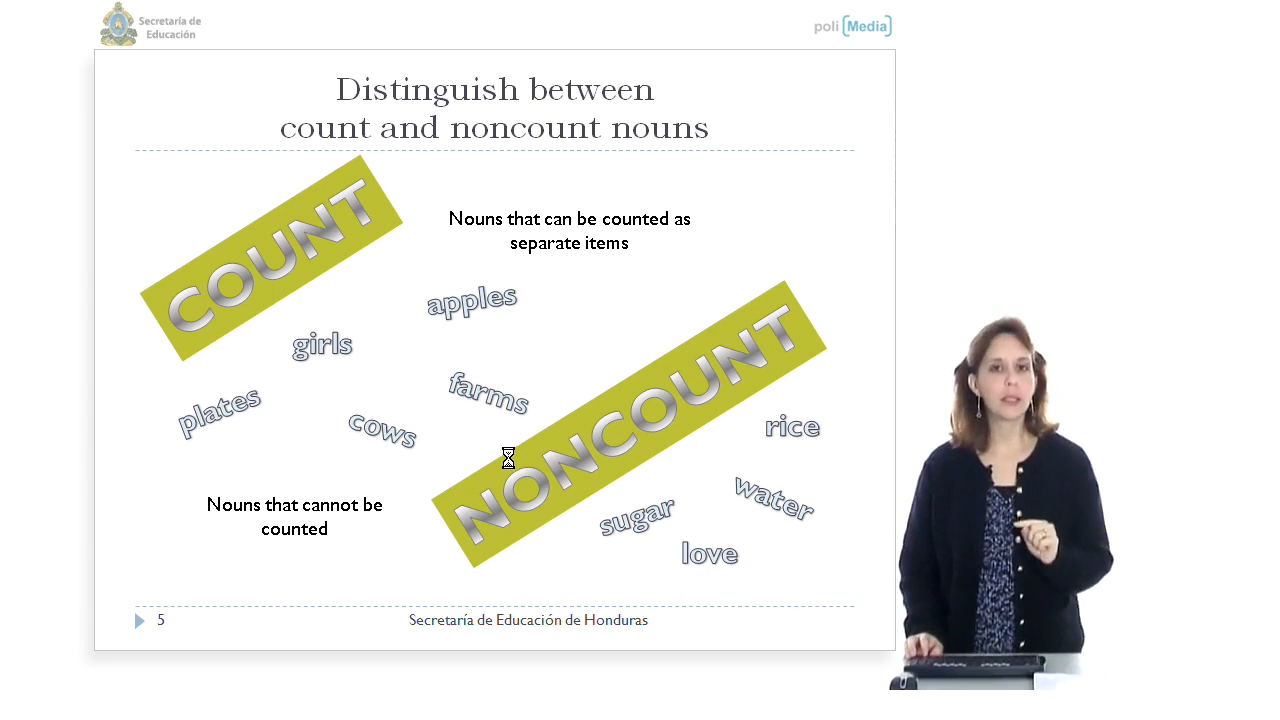 Secretaría de
Educación
poli [Media]
Distinguish between
count and noncount nouns
COUNT
Nouns that can be counted as
separate items
apples
girls
farms
plates
cows
NONCOUNT
rice
water
sugar
love
Nouns that cannot be
counted
5
Secretaría de Educación de Honduras